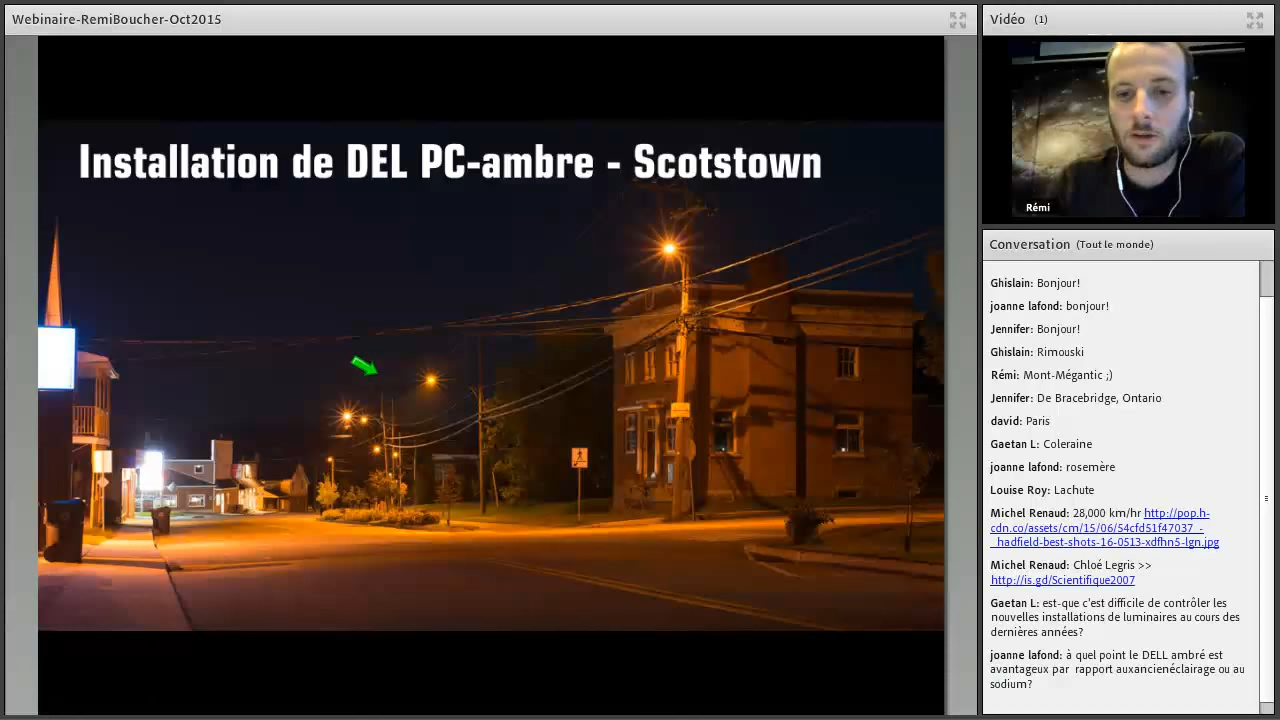 Webinaire-RemiBoucher-Oct2015
Installation de DEL PC-ambre - Scotstown
Vidéo (1)
Rémi
Conversation (Tout le monde)
Ghislain: Bonjour!
joanne lafond: bonjour!
Jennifer: Bonjour!
Ghislain: Rimouski
Rémi: Mont-Mégantic ;)
Jennifer: De Bracebridge, Ontario
david: Paris
Gaetan L: Coleraine
joanne lafond: rosemère
Louise Roy: Lachute
Michel Renaud: 28,000 km/hr http://pop.h-
cdn.co/assets/cm/15/06/54cfd51f47037_-
_hadfield-best-shots-16-0513-xdfhn5-lgn.jpg
Michel Renaud: Chloé Legris >>
http://is.gd/Scientifique2007
Gaetan L: est-que c'est difficile de contrôler les
nouvelles installations de luminaires au cours des
dernières années?
joanne lafond: à quel point le DELL ambré est
avantageux par rapport auxancienéclairage ou au
sodium?